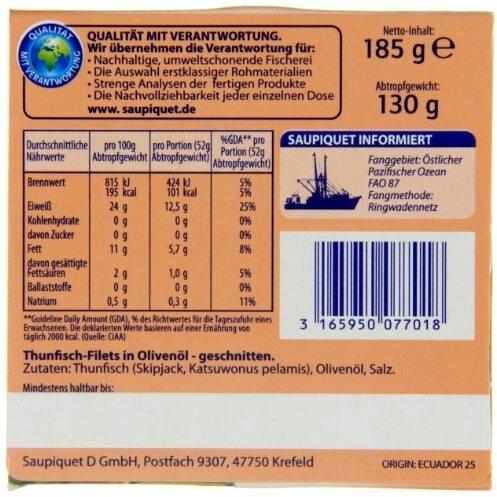 QUALITÄT
MIT VERANTWORTUNG
QUALITÄT MIT VERANTWORTUNG.
Wir übernehmen die Verantwortung für:
• Nachhaltige, umweltschonende Fischerei
• Die Auswahl erstklassiger Rohmaterialien
• Strenge Analysen der fertigen Produkte
• Die Nachvollziehbarkeit jeder einzelnen Dose
www. saupiquet.de
Netto-Inhalt:
185 g e
Abtropfgewicht:
130 g
Durchschnittliche Nährwerte pro 100g Abtropfgewicht pro Portion (52g Abtropfgewicht) %GDA** pro Portion (52g Abtropfgewicht)
Brennwert 815 kJ 424 kJ 5%
195 kcal 101 kcal 5%
Eiweiß 24 g 12,5 g 25%
Kohlenhydrate 0 g 0 g 0%
davon Zucker 0 g 0 g 0%
Fett 11 g 5,7 g 8%
davon gesättigte
Fettsäuren 2 g 1,0 g 5%
Ballaststoffe 0 g 0 g 0%
Natrium 0,5 g 0,3 g 11%
**Guideline Daily Amount (GDA), % des Richtwertes für die Tageszufuhr eines
Erwachsenen. Die deklarierten Werte basieren auf einer Ernährung von
täglich 2000 kcal. (Quelle: CIAA)
SAUPIQUET INFORMIERT
Fanggebiet: Östlicher
Pazifischer Ozean
FAO 87
Fangmethode:
Ringwadennetz
3 165950 077018
Thunfisch-Filets in Olivenöl - geschnitten.
Zutaten: Thunfisch (Skipjack, Katsuwonus pelamis), Olivenöl, Salz.
Mindestens haltbar bis:
Saupiquet D GmbH, Postfach 9307, 47750 Krefeld
ORIGIN: ECUADOR 25